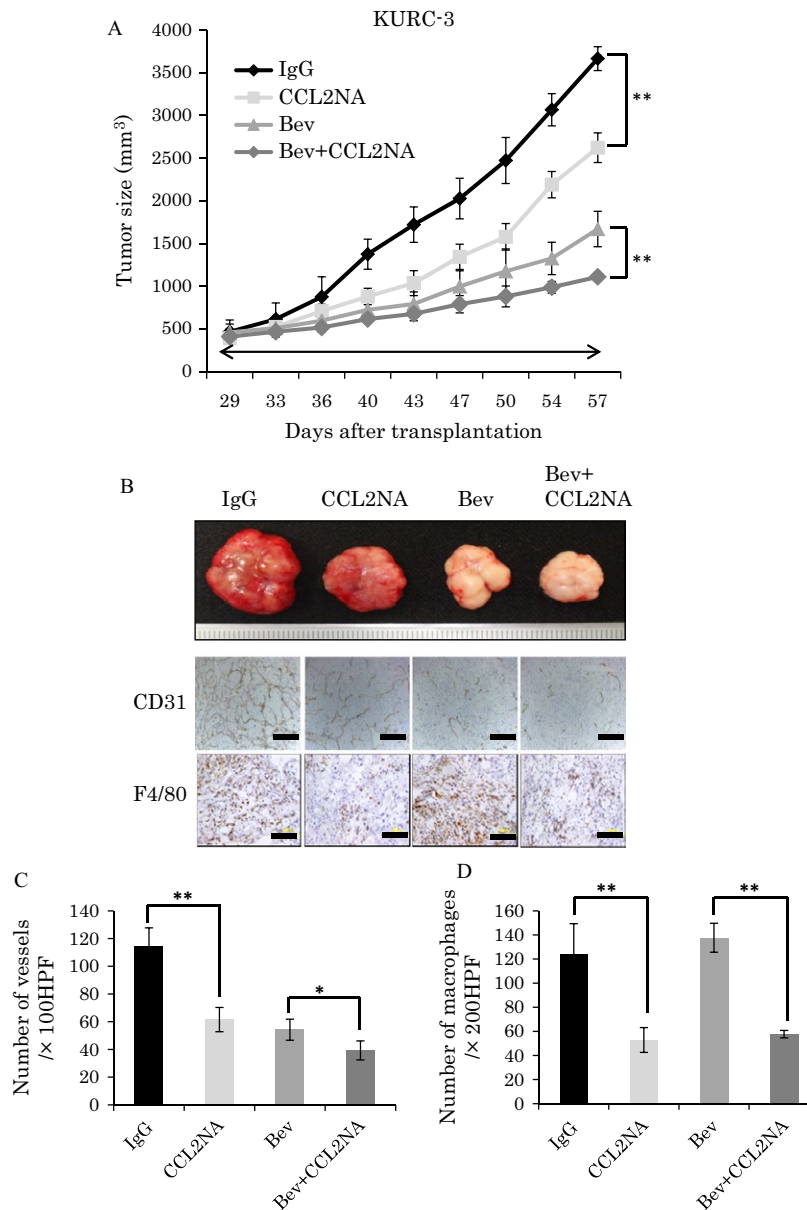 A
KURC-3
Tumor size (mm³)
4000
3500
3000
2500
2000
1500
1000
500
0
IgG
CCL2NA
Bev
Bev+CCL2NA
**
**
29 33 36 40 43 47 50 54 57
Days after transplantation
B
IgG CCL2NA Bev Bev+
CCL2NA
CD31
F4/80
C
Number of vessels
/× 100HPF
140
120
100
80
60
40
20
0
**
*
IgG
CCL2NA
Bev
Bev+CCL2NA
D
Number of macrophages
/× 200HPF
160
140
120
100
80
60
40
20
0
**
**
IgG
CCL2NA
Bev
Bev+CCL2NA